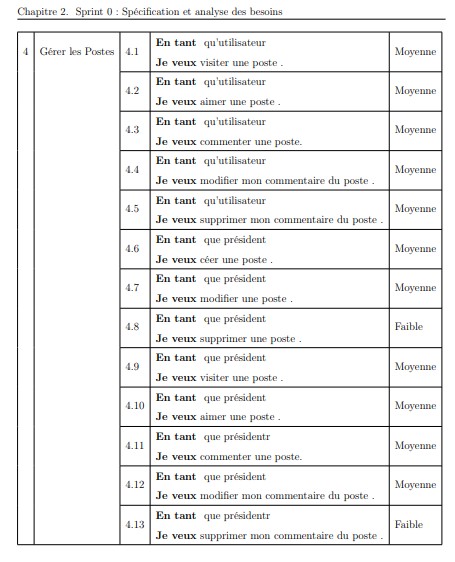 Chapitre 2. Sprint 0 : Spécification et analyse des besoins
4 Gérer les Postes 4.1 En tant qu'utilisateur
Je veux visiter une poste .
Moyenne
4.2 En tant qu'utilisateur
Je veux aimer une poste .
Moyenne
4.3 En tant qu'utilisateur
Je veux commenter une poste.
Moyenne
4.4 En tant qu'utilisateur
Je veux modifier mon commentaire du poste .
Moyenne
4.5 En tant qu'utilisateur
Je veux supprimer mon commentaire du poste .
Moyenne
4.6 En tant que président
Je veux céer une poste .
Moyenne
4.7 En tant que président
Je veux modifier une poste .
Moyenne
4.8 En tant que président
Je veux supprimer une poste .
Faible
4.9 En tant que président
Je veux visiter une poste .
Moyenne
4.10 En tant que président
Je veux aimer une poste .
Moyenne
4.11 En tant que présidentr
Je veux commenter une poste.
Moyenne
4.12 En tant que président
Je veux modifier mon commentaire du poste .
Moyenne
4.13 En tant que présidentr
Je veux supprimer mon commentaire du poste .
Faible